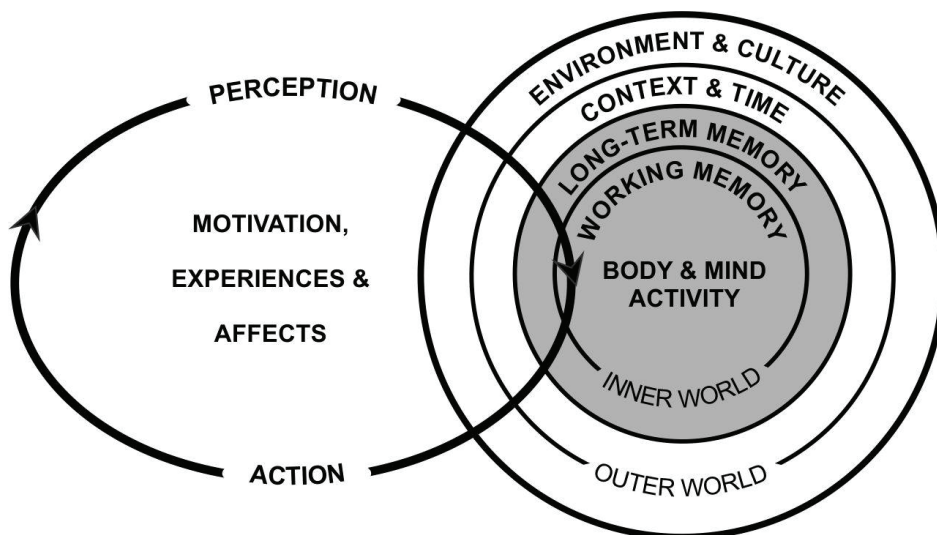 PERCEPTION
MOTIVATION,
EXPERIENCES &
AFFECTS
ACTION
ENVIRONMENT & CULTURE
CONTEXT & TIME
LONG-TERM MEMORY
WORKING MEMORY
BODY & MIND
ACTIVITY
INNER WORLD
OUTER WORLD